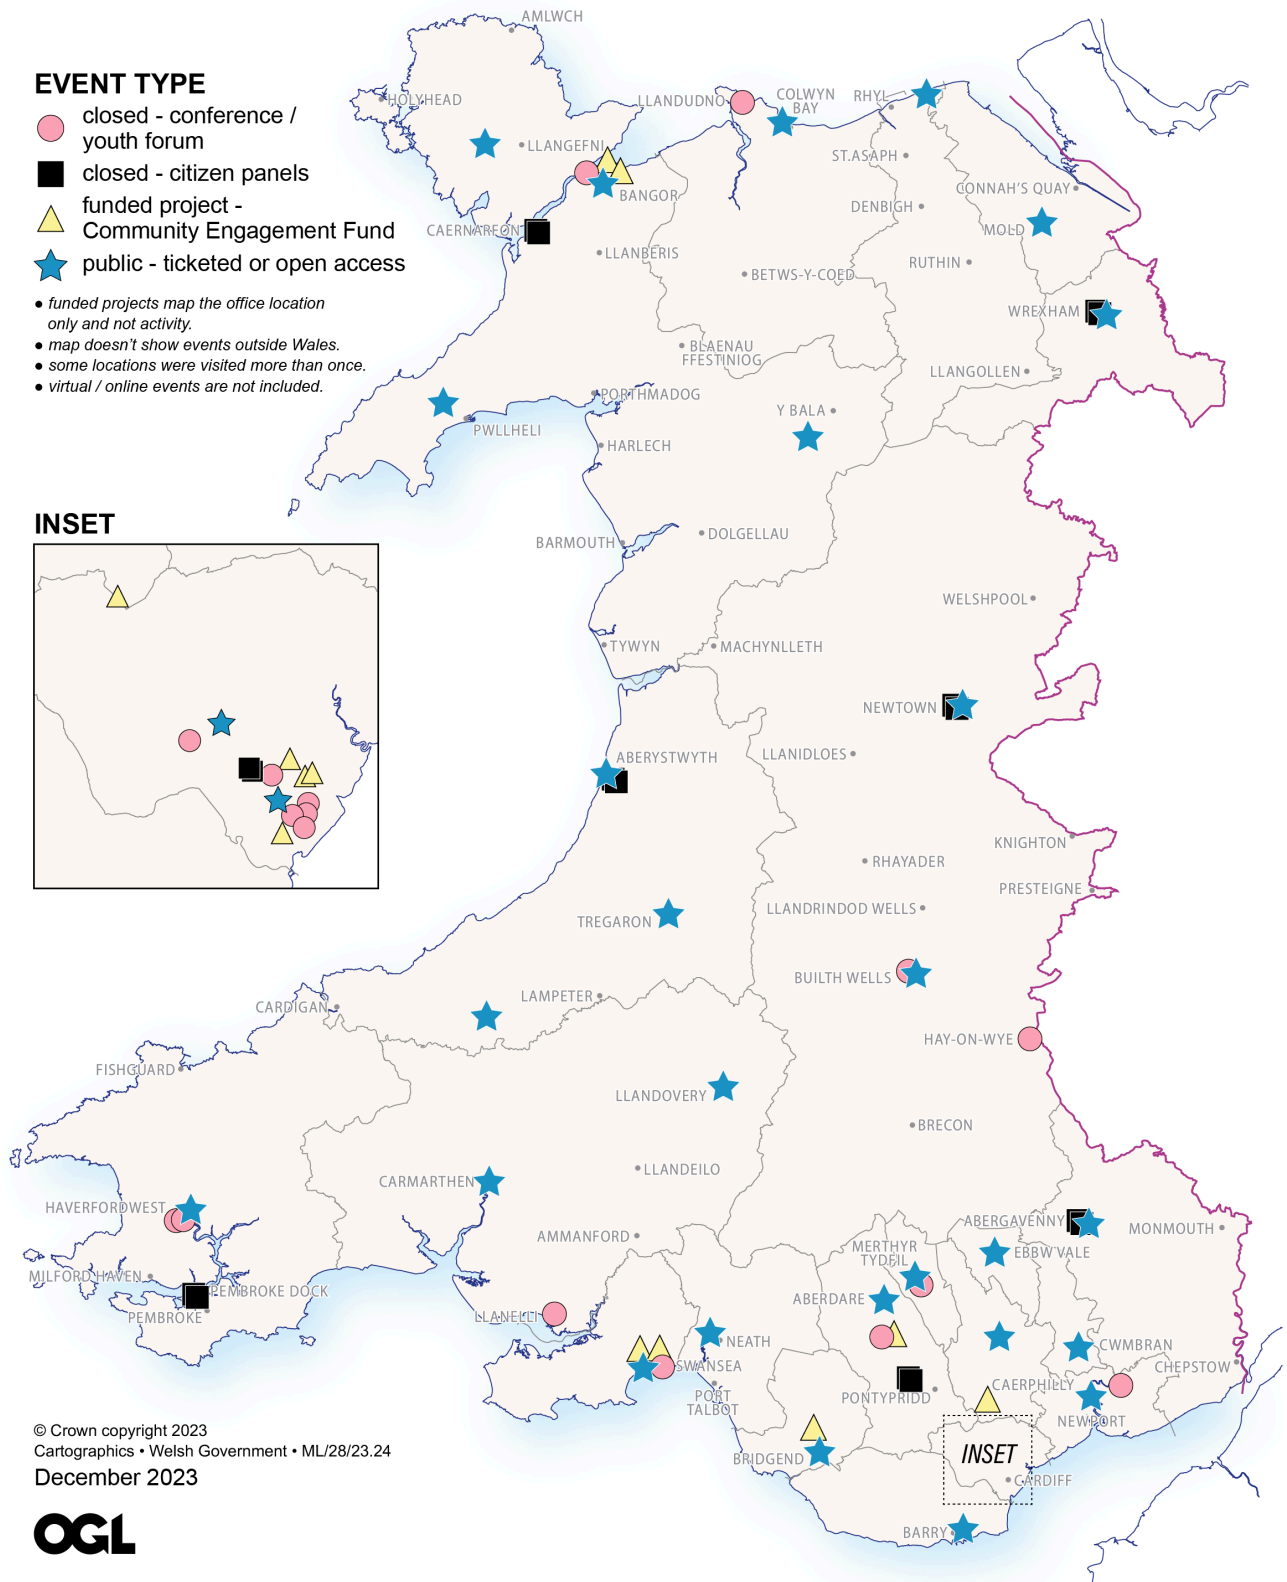 EVENT TYPE
closed - conference /
youth forum
closed - citizen panels
funded project -
Community Engagement Fund
public - ticketed or open access
● funded projects map the office location
only and not activity.
● map doesn't show events outside Wales.
● some locations were visited more than once.
● virtual / online events are not included.
AMLWCH
HOLYHEAD
LLANGEFNI
LLANDUDNO
COLWYN
BAY
RHYL
ST.ASAPH
CONNAH'S QUAY
BANGOR
DENBIGH
CAERNARFON
MOLD
LLANBERIS
BETWS-Y-COED
RUTHIN
WREXHAM
BLAENAU
FFESTINIOG
LLANGOLLEN
PORTHMADOG
Y BALA
PWLLHELI
HARLECH
INSET
BARMOUTH
DOLGELLAU
WELSHPOOL
TYWYN
MACHYNLLETH
NEWTOWN
ABERYSTWYTH
LLANIDLOES
KNIGHTON
RHAYADER
PRESTEIGNE
LLANDRINDOD WELLS
TREGARON
BUILTH WELLS
LAMPETER
CARDIGAN
HAY-ON-WYE
FISHGUARD
LLANDOVERY
BRECON
LLANDEILO
CARMARTHEN
HAVERFORDWEST
ABERGAVENNY
MONMOUTH
AMMANFORD
MERTHYR
TYDFIL
EBBW VALE
MILFORD HAVEN
PEMBROKE DOCK
PEMBROKE
ABERDARE
LLANELLI
NEATH
CWMBRAN
SWANSEA
CHEPSTOW
PORT
TALBOT
PONTYPRIDD
CAERPHILLY
NEWPORT
BRIDGEND
INSET
CARDIFF
BARRY
© Crown copyright 2023
Cartographics • Welsh Government • ML/28/23.24
December 2023
OGL